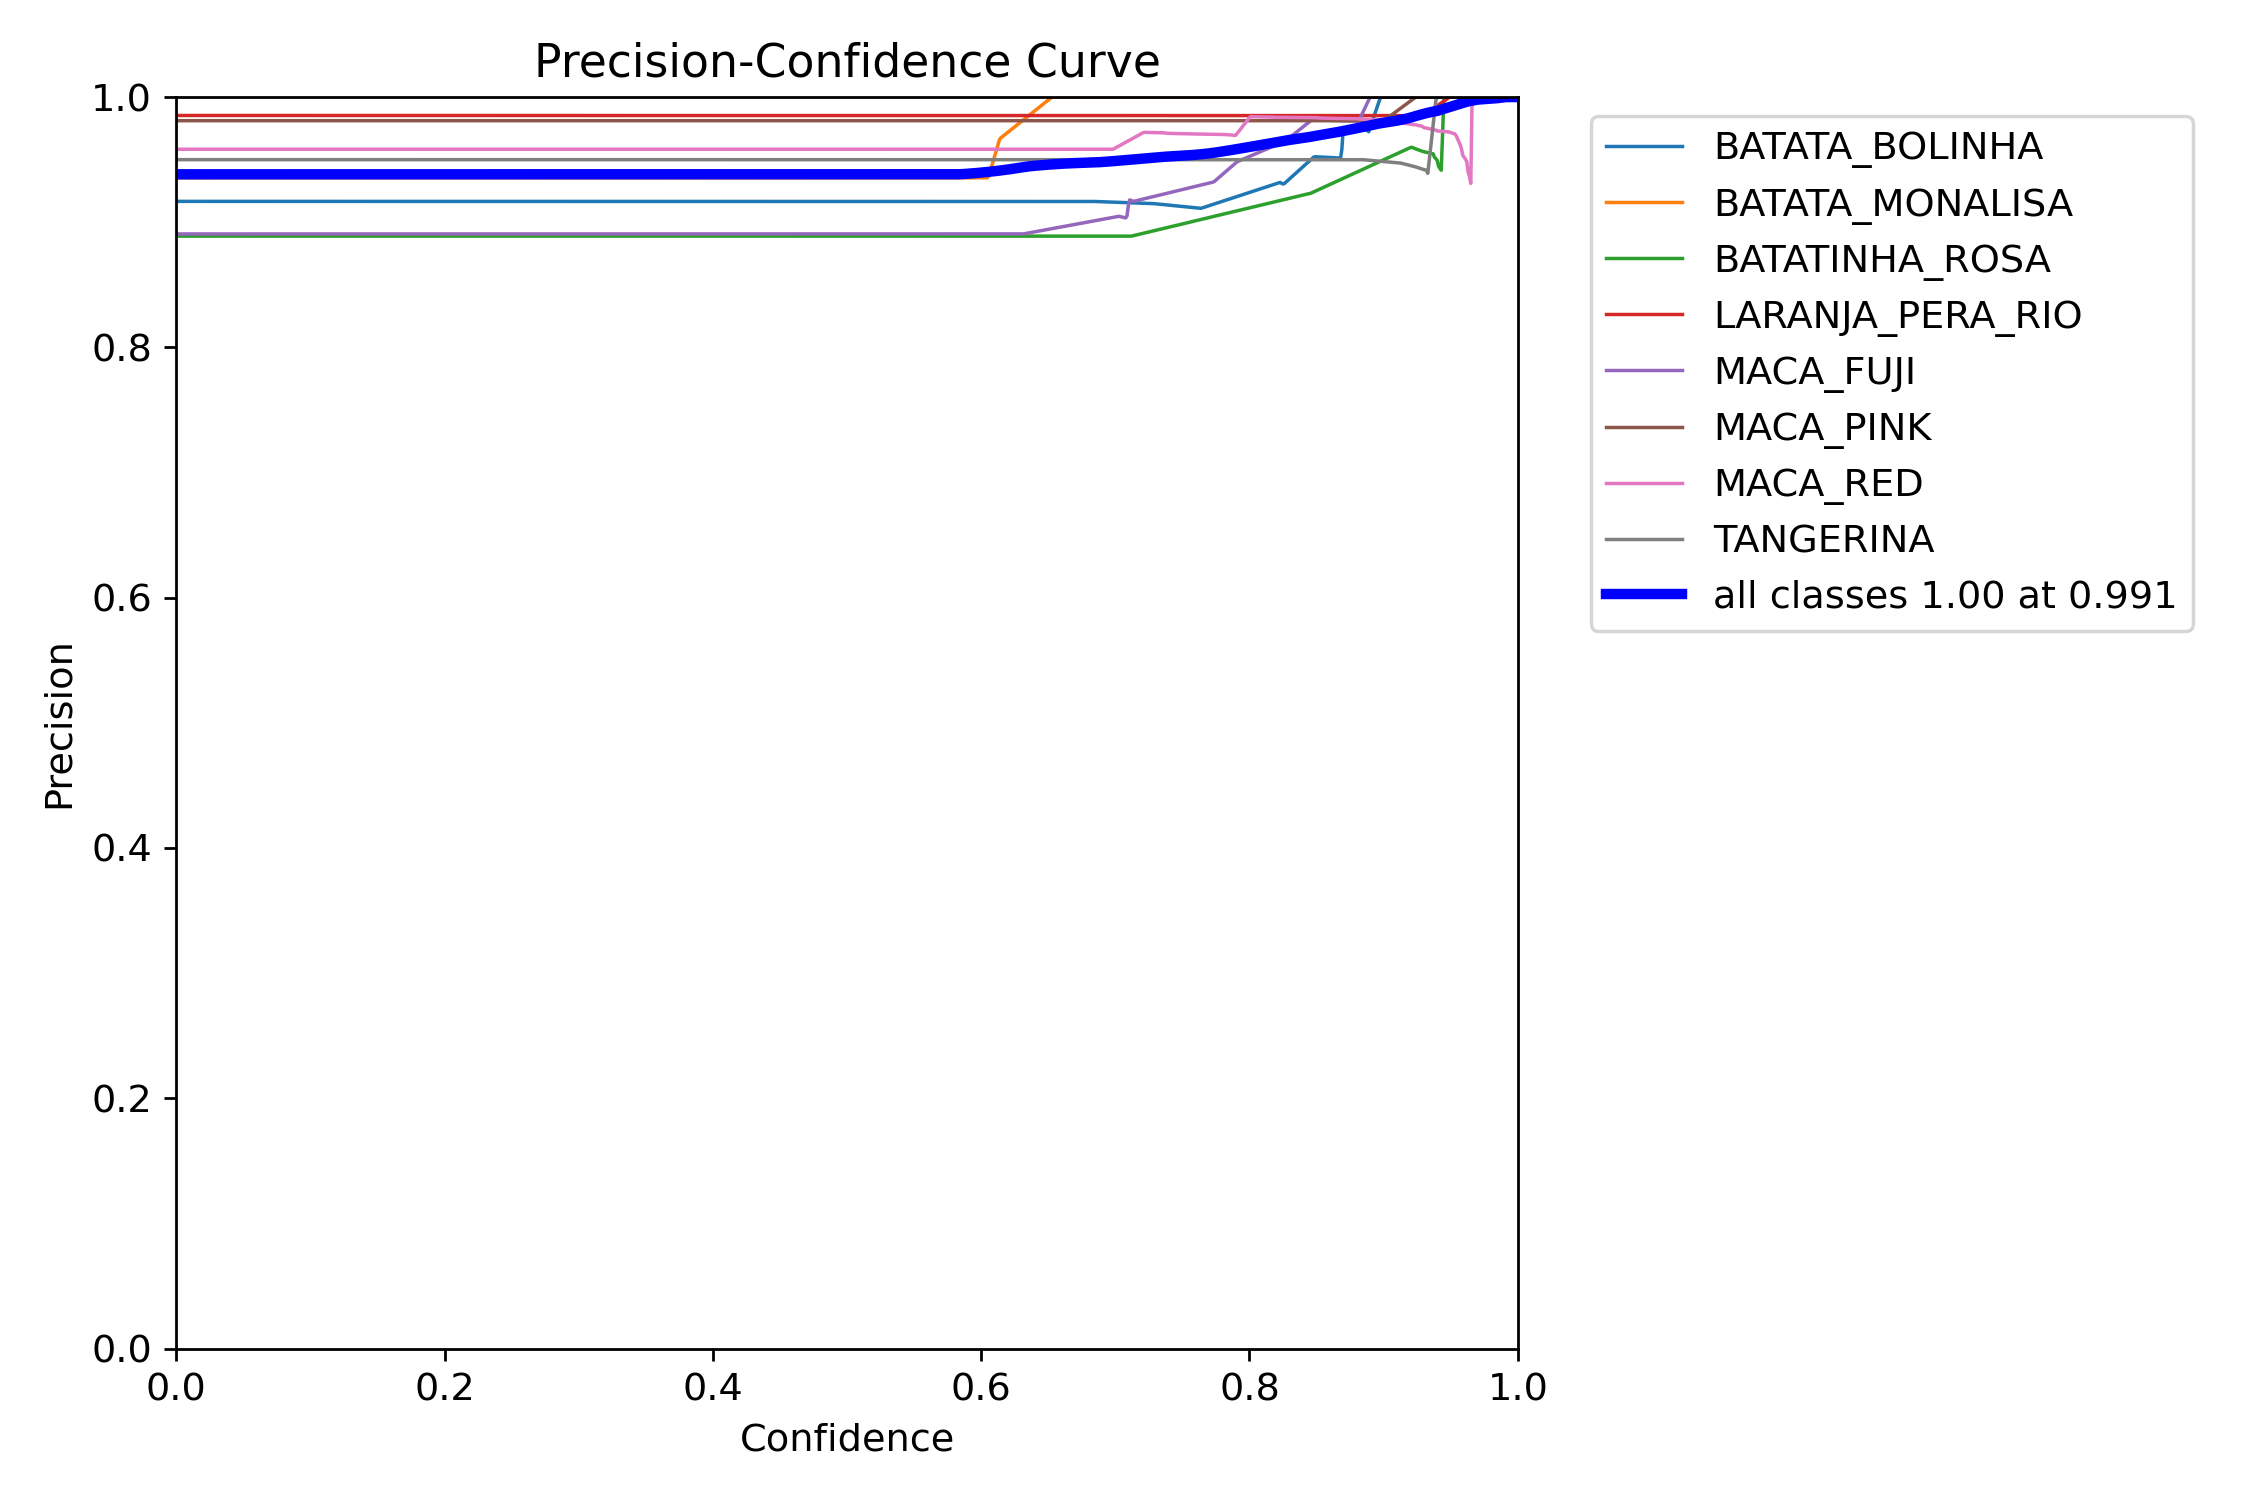 Precision-Confidence Curve
1.0
0.8
0.6
0.4
0.2
0.0
Precision
0.0 0.2 0.4 0.6 0.8 1.0
Confidence
BATATA_BOLINHA
BATATA_MONALISA
BATATINHA_ROSA
LARANJA_PERA_RIO
MACA_FUJI
MACA_PINK
MACA_RED
TANGERINA
all classes 1.00 at 0.991